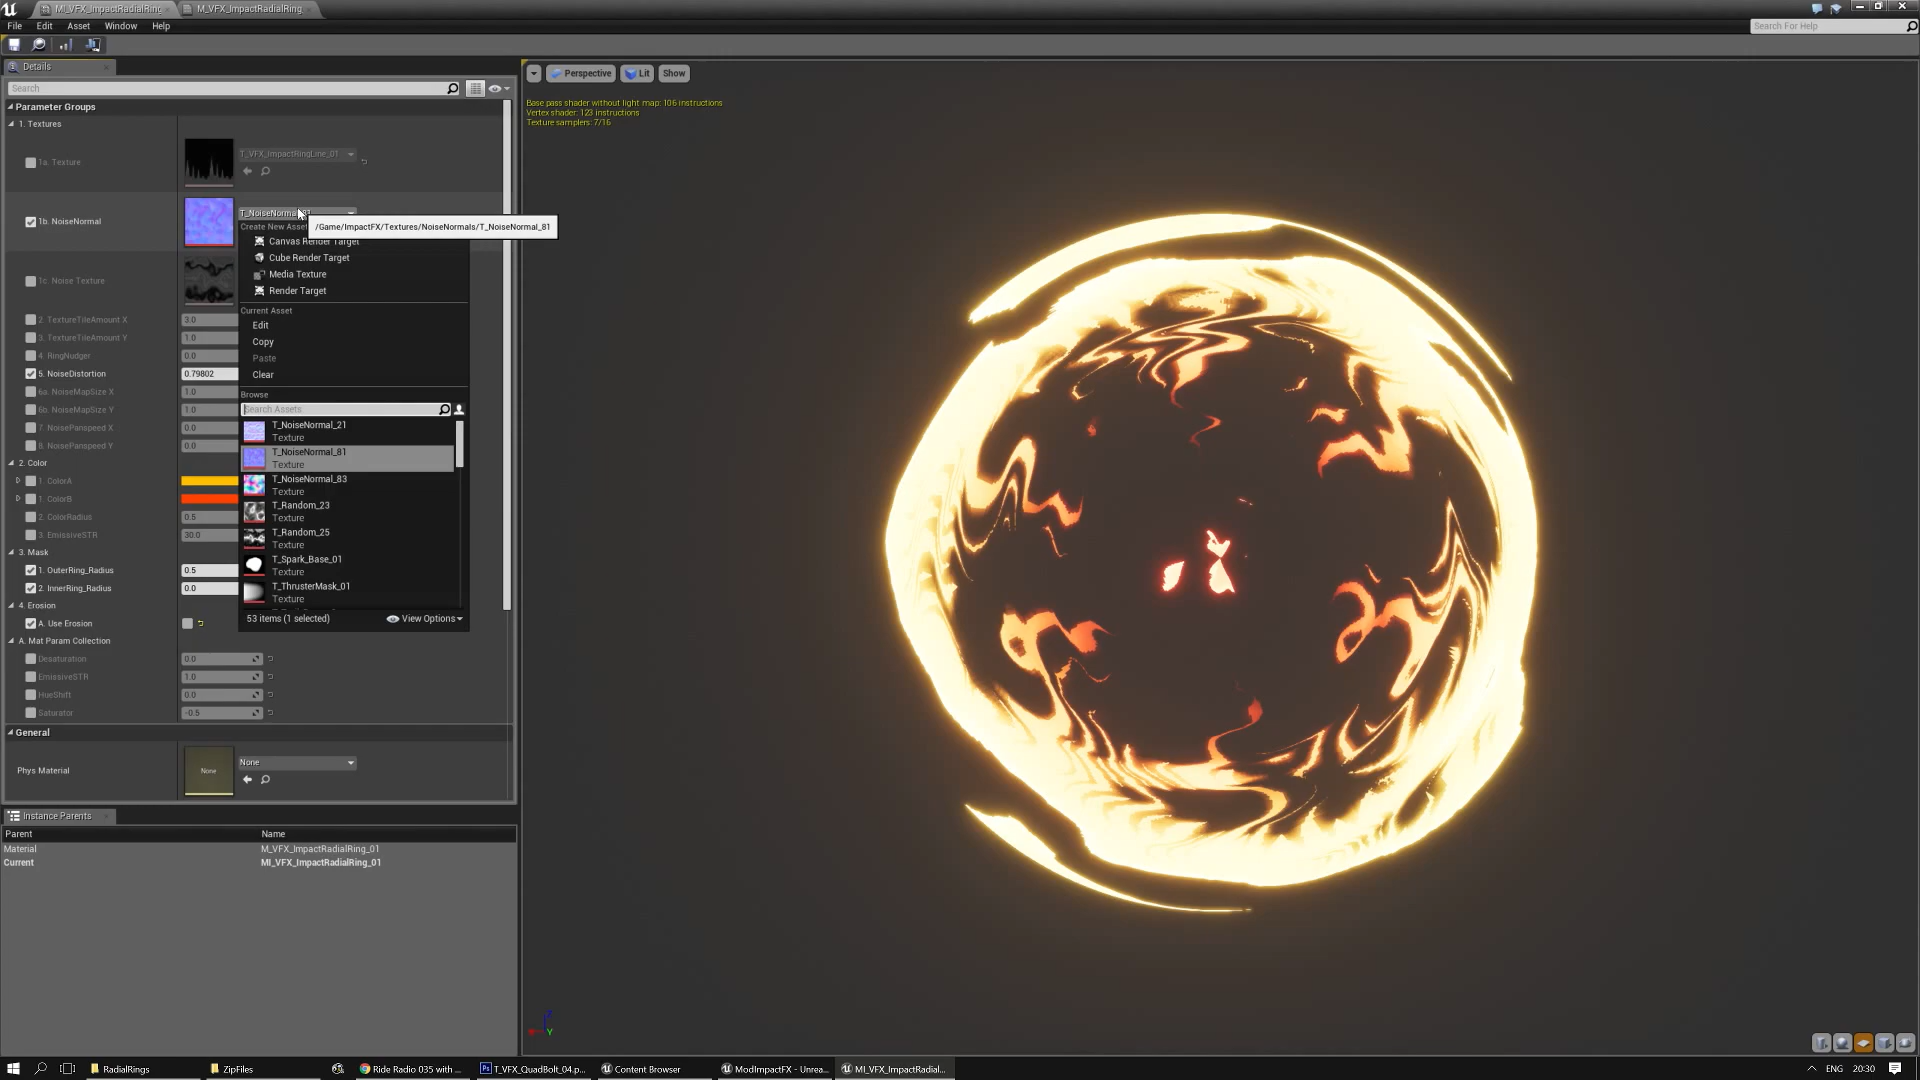 MI_VFX_ImpactRadialRing
M_VFX_ImpactRadialRing
File Edit Asset Window Help
Search For Help
Details
Search
Perspective Lit Show
Base pass shader without light map: 106 instructions
Vertex shader: 123 instructions
Texture samplers: 7/16
Parameter Groups
1. Textures
1a. Texture
T_VFX_ImpactRingLine_01
1b. NoiseNormal
T_NoiseNormal_81
/Game/ImpactFX/Textures/NoiseNormals/T_NoiseNormal_81
Create New Asset
Canvas Render Target
Cube Render Target
Media Texture
Render Target
Current Asset
Edit
Copy
Paste
Clear
Browse
Search Assets
T_NoiseNormal_21
Texture
T_NoiseNormal_81
Texture
T_NoiseNormal_83
Texture
T_Random_23
Texture
T_Random_25
Texture
T_Spark_Base_01
Texture
T_ThrusterMask_01
Texture
53 items (1 selected)
View Options
1c. Noise Texture
2. TextureTileAmount X 3.0
3. TextureTileAmount Y 1.0
4. RingNudger 0.0
5. NoiseDistortion 0.79802
6a. NoiseMapSize X 1.0
6b. NoiseMapSize Y 1.0
7. NoisePanspeed X 0.0
8. NoisePanspeed Y 0.0
2. Color
1. ColorA
1. ColorB
2. ColorRadius 0.5
3. EmissiveSTR 30.0
3. Mask
1. OuterRing_Radius 0.5
2. InnerRing_Radius 0.0
4. Erosion
A. Use Erosion
A. Mat Param Collection
Desaturation 0.0
EmissiveSTR 1.0
HueShift 0.0
Saturator -0.5
General
Phys Material
None
None
Instance Parents
Parent Name
Material M_VFX_ImpactRadialRing_01
Current MI_VFX_ImpactRadialRing_01
Z
Y
RadialRings
ZipFiles
Ride Radio 035 with ...
T_VFX_QuadBolt_04.p...
Content Browser
ModImpactFX - Unrea...
MI_VFX_ImpactRadial...
ENG 20:30